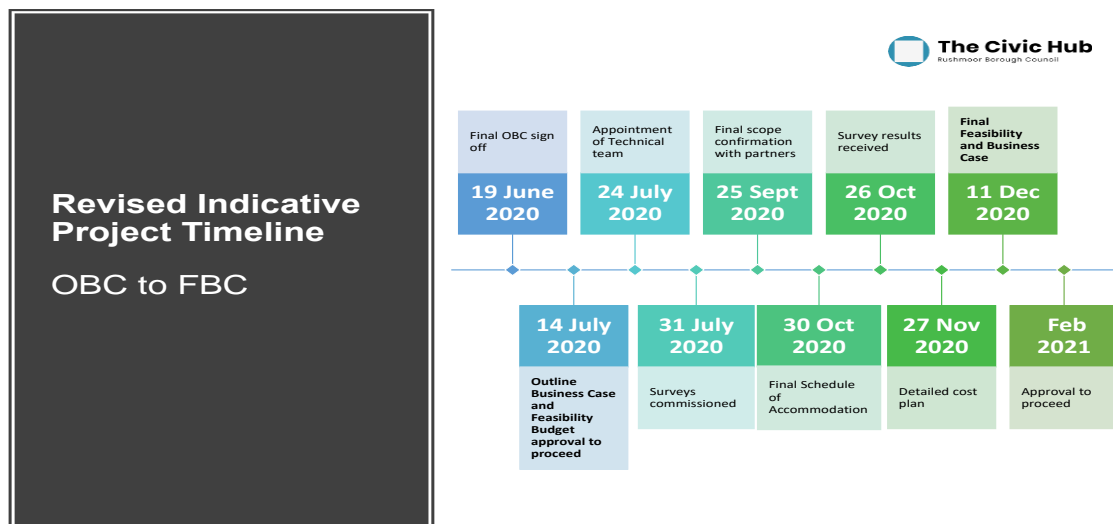 The Civic Hub
Rushmoor Borough Council
Revised Indicative
Project Timeline
OBC to FBC
Final OBC sign
off
19 June
2020
Appointment
of Technical
team
24 July
2020
Final scope
confirmation
with partners
25 Sept
2020
Survey results
received
26 Oct
2020
Final
Feasibility
and Business
Case
11 Dec
2020
14 July
2020
Outline
Business Case
and
Feasibility
Budget
approval to
proceed
31 July
2020
Surveys
commissioned
30 Oct
2020
Final Schedule
of
Accommodation
27 Nov
2020
Detailed cost
plan
Feb
2021
Approval to
proceed